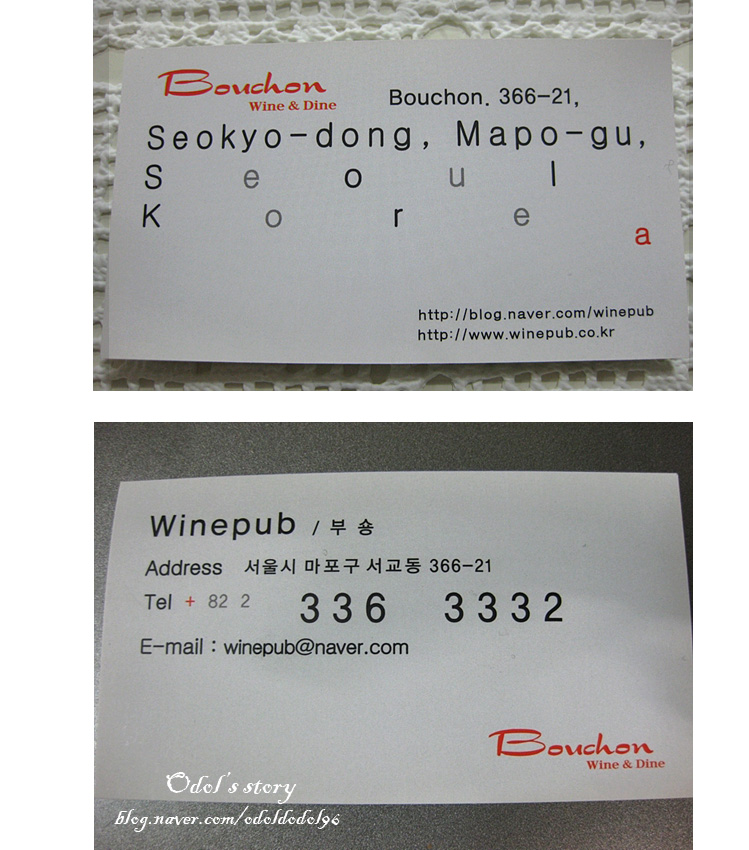 Bouchon
Wine & Dine
Bouchon. 366-21,
Seokyo-dong, Mapo-gu,
S e o u l
K o r e a
http://blog.naver.com/winepub
http://www.winepub.co.kr
Winepub / 부 숑
Address 서울시 마포구 서교동 366-21
Tel + 82 2 336 3332
E-mail : winepub@naver.com
Bouchon
Wine & Dine
Odol's story
blog.naver.com/odoldodol96